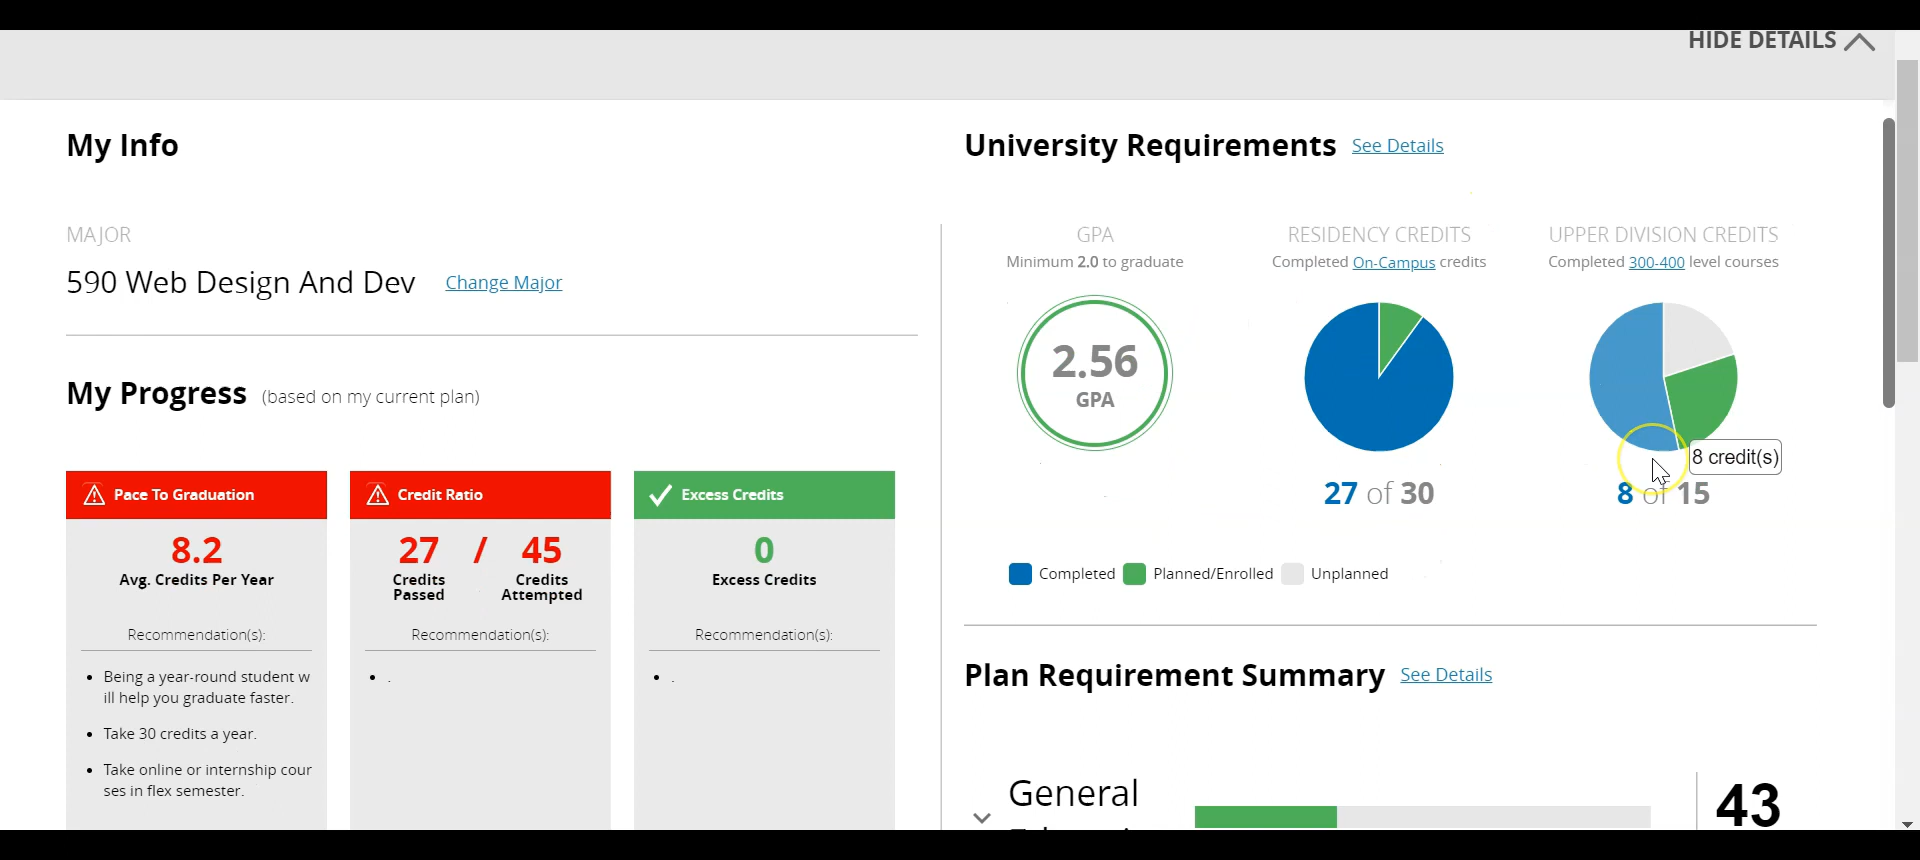 HIDE DETAILS
My Info
MAJOR
590 Web Design And Dev Change Major
My Progress (based on my current plan)
Pace To Graduation
8.2
Avg. Credits Per Year
Recommendation(s):
• Being a year-round student w
ill help you graduate faster.
• Take 30 credits a year.
• Take online or internship cour
ses in flex semester.
Credit Ratio
27 / 45
Credits Credits
Passed Attempted
Recommendation(s):
• .
Excess Credits
0
Excess Credits
Recommendation(s):
• .
University Requirements See Details
GPA
Minimum 2.0 to graduate
2.56
GPA
RESIDENCY CREDITS
Completed On-Campus credits
27 of 30
UPPER DIVISION CREDITS
Completed 300-400 level courses
8 credit(s)
8 of 15
Completed Planned/Enrolled Unplanned
Plan Requirement Summary See Details
General
43